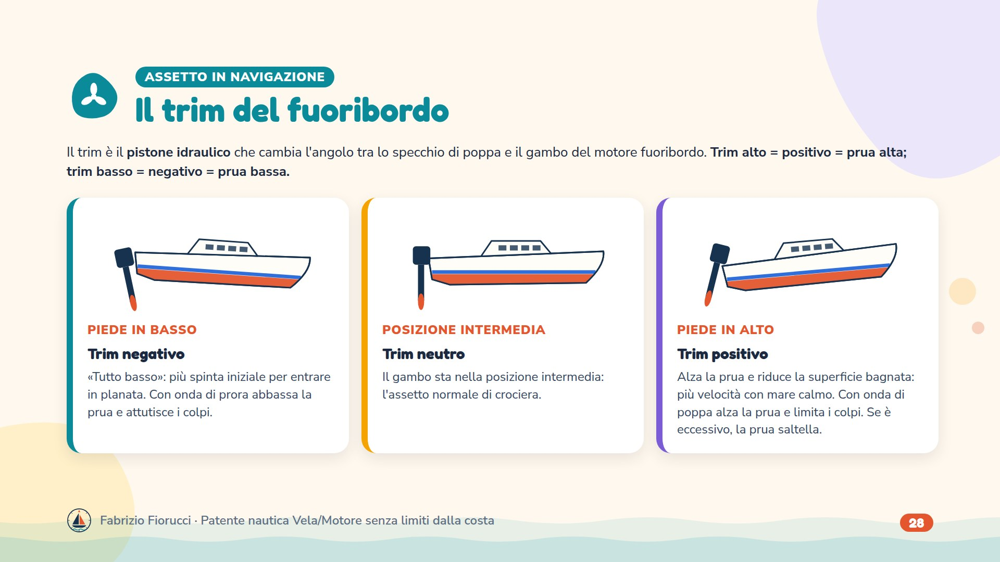 ASSETTO IN NAVIGAZIONE
Il trim del fuoribordo
Il trim è il pistone idraulico che cambia l'angolo tra lo specchio di poppa e il gambo del motore fuoribordo. Trim alto = positivo = prua alta;
trim basso = negativo = prua bassa.
PIEDE IN BASSO
Trim negativo
«Tutto basso»: più spinta iniziale per entrare
in planata. Con onda di prora abbassa la
prua e attutisce i colpi.
POSIZIONE INTERMEDIA
Trim neutro
Il gambo sta nella posizione intermedia:
l'assetto normale di crociera.
PIEDE IN ALTO
Trim positivo
Alza la prua e riduce la superficie bagnata:
più velocità con mare calmo. Con onda di
poppa alza la prua e limita i colpi. Se è
eccessivo, la prua saltella.
Fabrizio Fiorucci · Patente nautica Vela/Motore senza limiti dalla costa
28